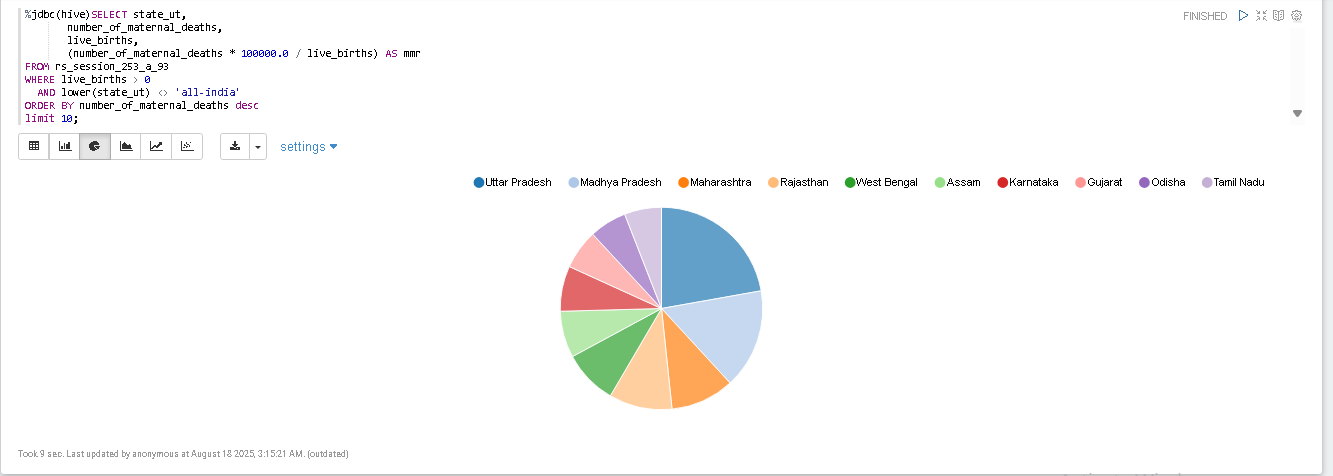 %jdbc(hive)SELECT state_ut,
number_of_maternal_deaths,
live_births,
(number_of_maternal_deaths * 100000.0 / live_births) AS mmr
FROM rs_session_253_a_93
WHERE live_births > 0
AND lower(state_ut) <> 'all-india'
ORDER BY number_of_maternal_deaths desc
limit 10;
FINISHED
settings
Uttar Pradesh Madhya Pradesh Maharashtra Rajasthan West Bengal Assam Karnataka Gujarat Odisha Tamil Nadu
Took 9 sec. Last updated by anonymous at August 18 2025, 3:15:21 AM. (outdated)